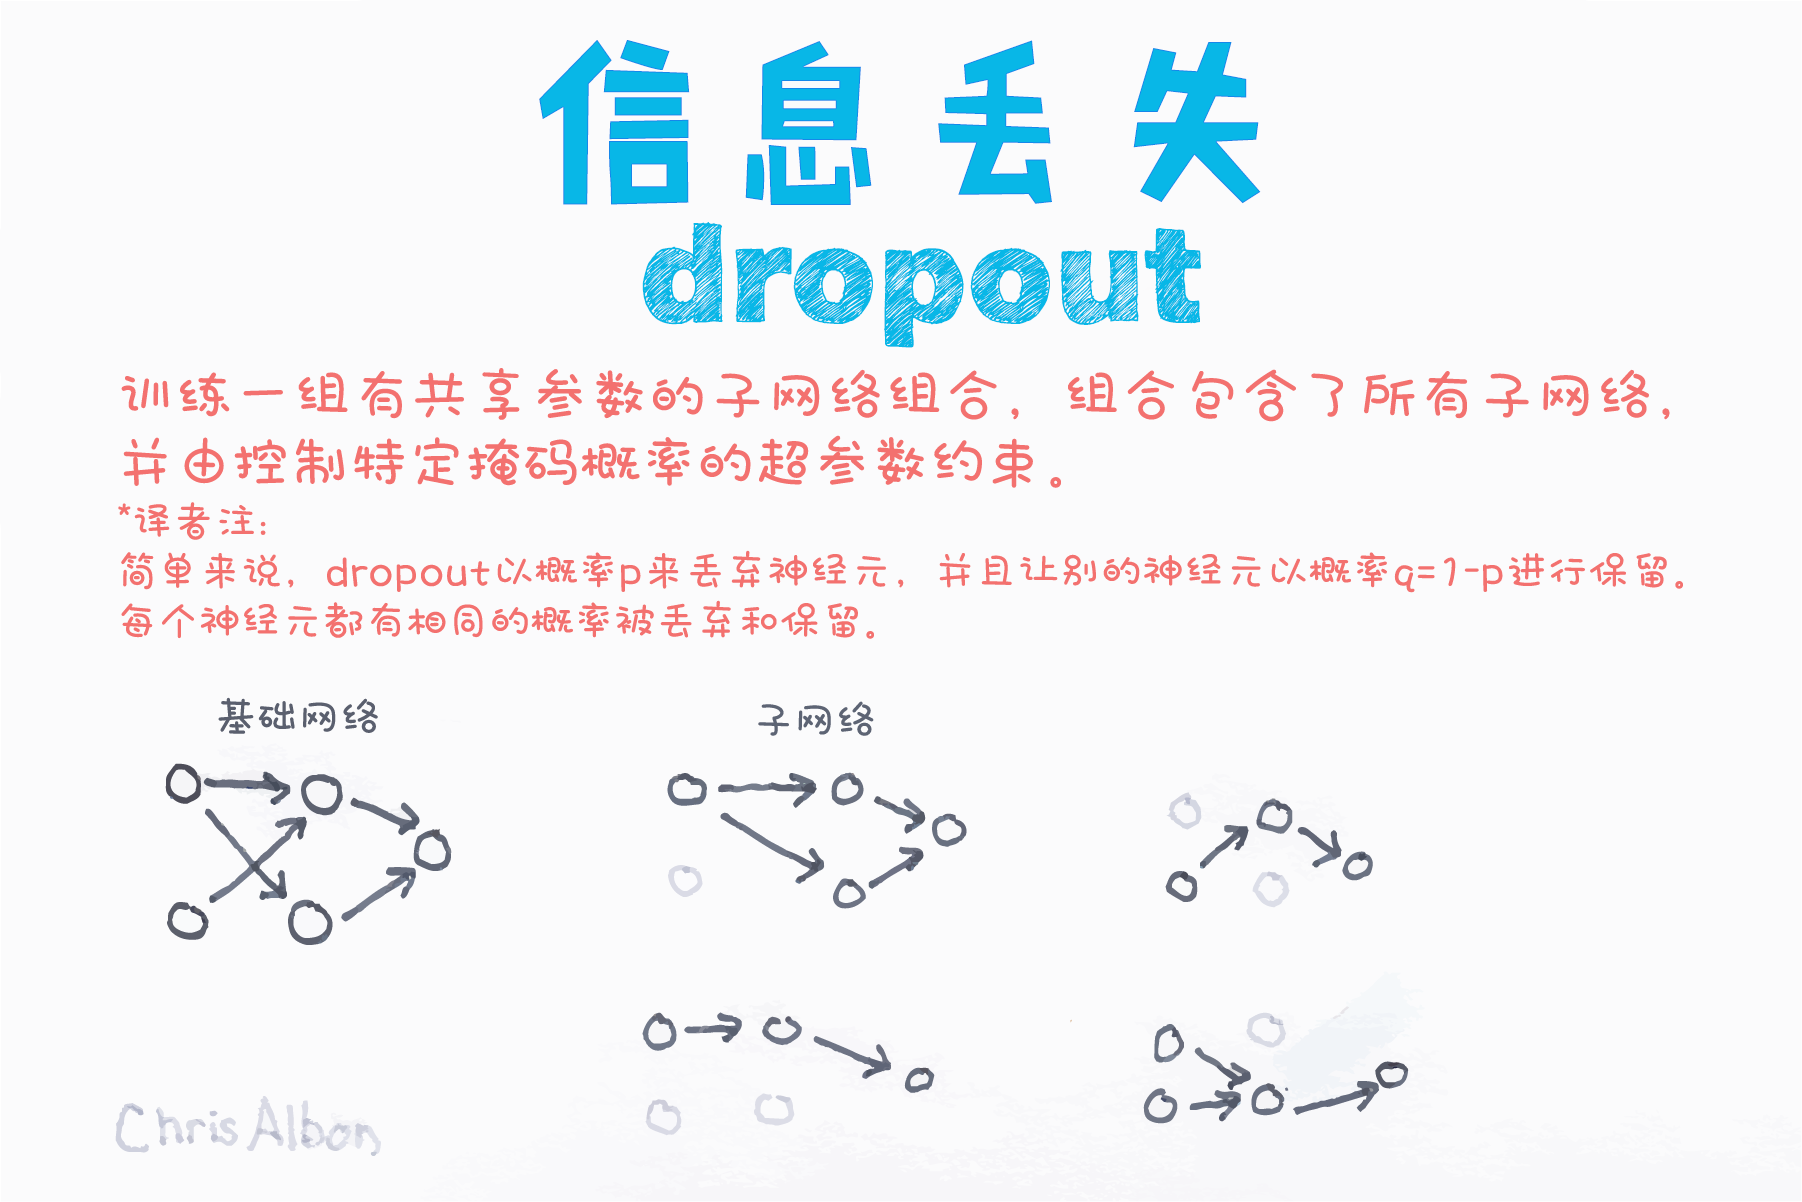 信息丢失
dropout
训练一组有共享参数的子网络组合，组合包含了所有子网络，
并由控制特定掩码概率的超参数约束。
*译者注：
简单来说，dropout以概率p来丢弃神经元，并且让别的神经元以概率q=1-p进行保留。
每个神经元都有相同的概率被丢弃和保留。
基础网络
子网络
Chris Albon